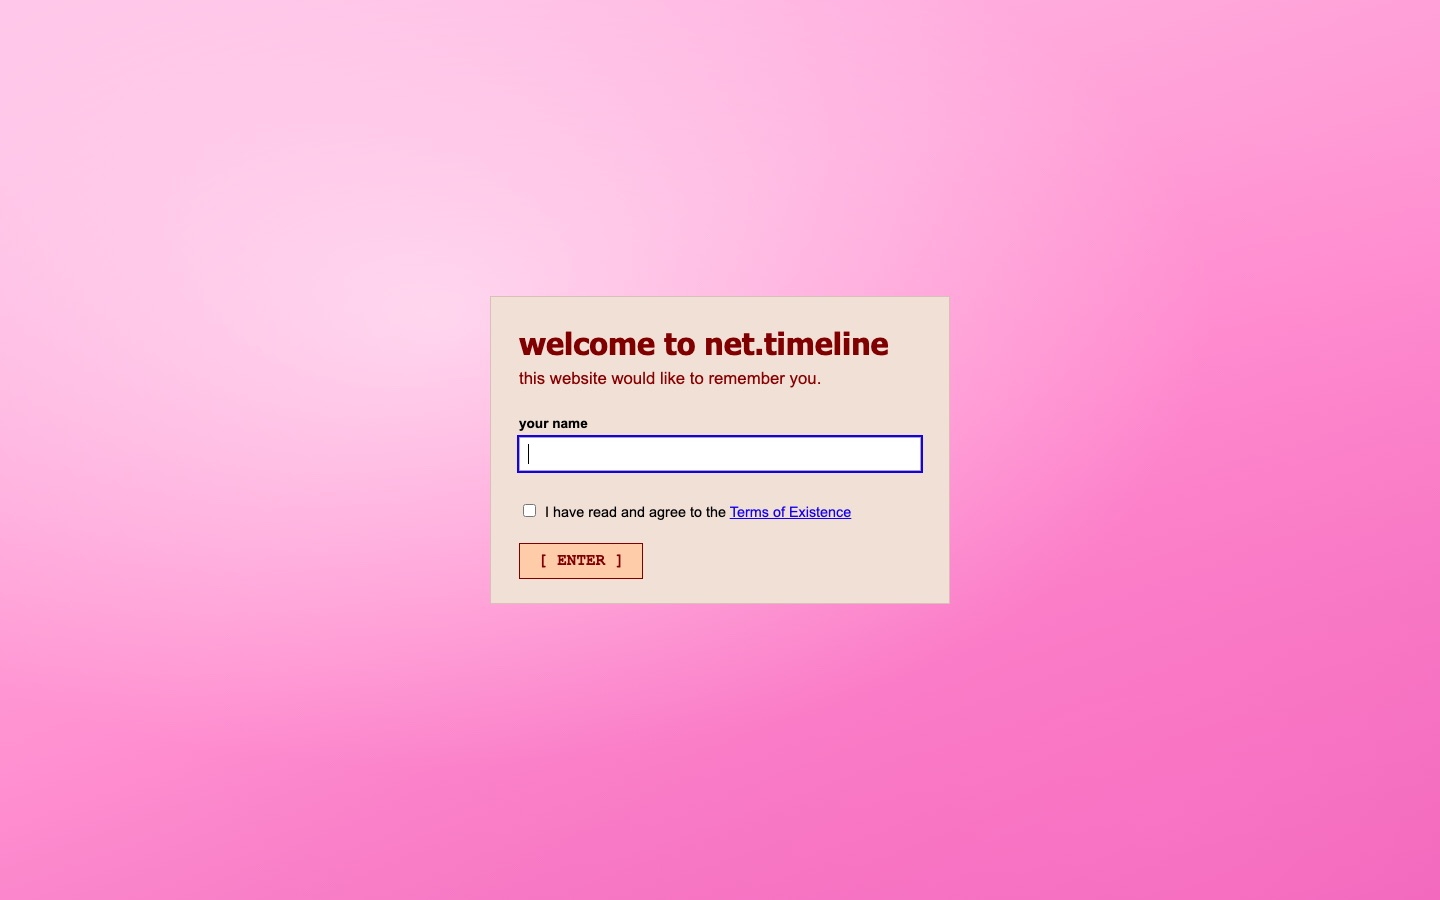 welcome to net.timeline
this website would like to remember you.
your name
I have read and agree to the Terms of Existence
[ ENTER ]